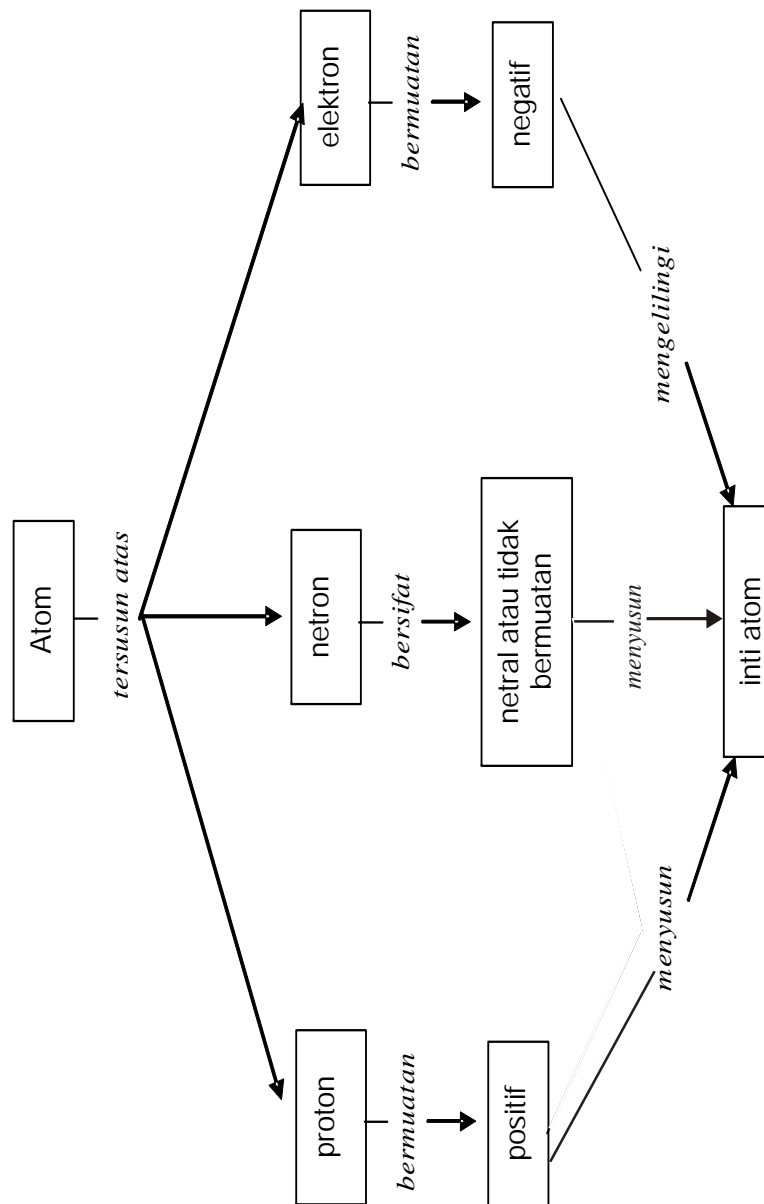 Atom
tersusun atas
proton
netron
elektron
bermuatan
bersifat
bermuatan
positif
netral atau tidak
bermuatan
negatif
menyusun
menyusun
mengelilingi
inti atom